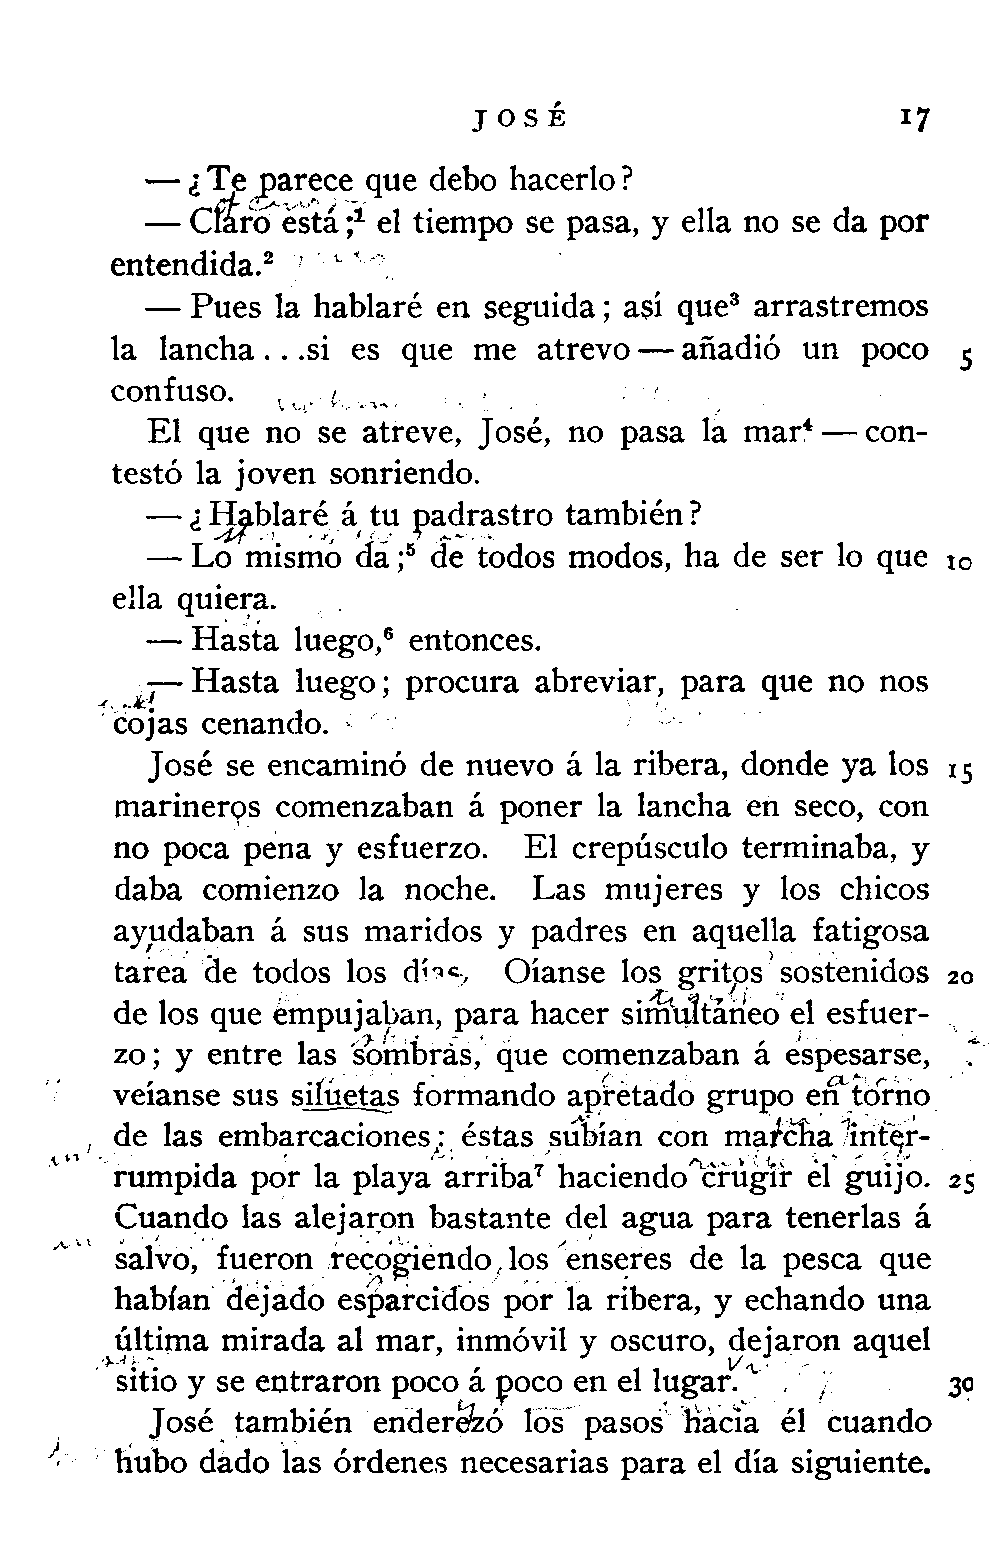 JOSÉ 17
— ¿Te parece que debo hacerlo?
— Claro está;¹ el tiempo se pasa, y ella no se da por
entendida.²
— Pues la hablaré en seguida; así que³ arrastremos
la lancha...si es que me atrevo — añadió un poco 5
confuso.
El que no se atreve, José, no pasa la mar⁴ — con-
testó la joven sonriendo.
— ¿Hablaré á tu padrastro también?
— Lo mismo da;⁵ de todos modos, ha de ser lo que 10
ella quiera.
— Hasta luego,⁶ entonces.
— Hasta luego; procura abreviar, para que no nos
cojas cenando.
José se encaminó de nuevo á la ribera, donde ya los 15
marineros comenzaban á poner la lancha en seco, con
no poca pena y esfuerzo. El crepúsculo terminaba, y
daba comienzo la noche. Las mujeres y los chicos
ayudaban á sus maridos y padres en aquella fatigosa
tarea de todos los días. Oíanse los gritos sostenidos 20
de los que empujaban, para hacer simultáneo el esfuer-
zo; y entre las sombras, que comenzaban á espesarse,
veíanse sus siluetas formando apretado grupo en torno
de las embarcaciones; éstas subían con marcha inter-
rumpida por la playa arriba⁷ haciendo crugir el guijo. 25
Cuando las alejaron bastante del agua para tenerlas á
salvo, fueron recogiendo los enseres de la pesca que
habían dejado esparcidos por la ribera, y echando una
última mirada al mar, inmóvil y oscuro, dejaron aquel
sitio y se entraron poco á poco en el lugar. 30
José también enderezó los pasos hacia él cuando
hubo dado las órdenes necesarias para el día siguiente.